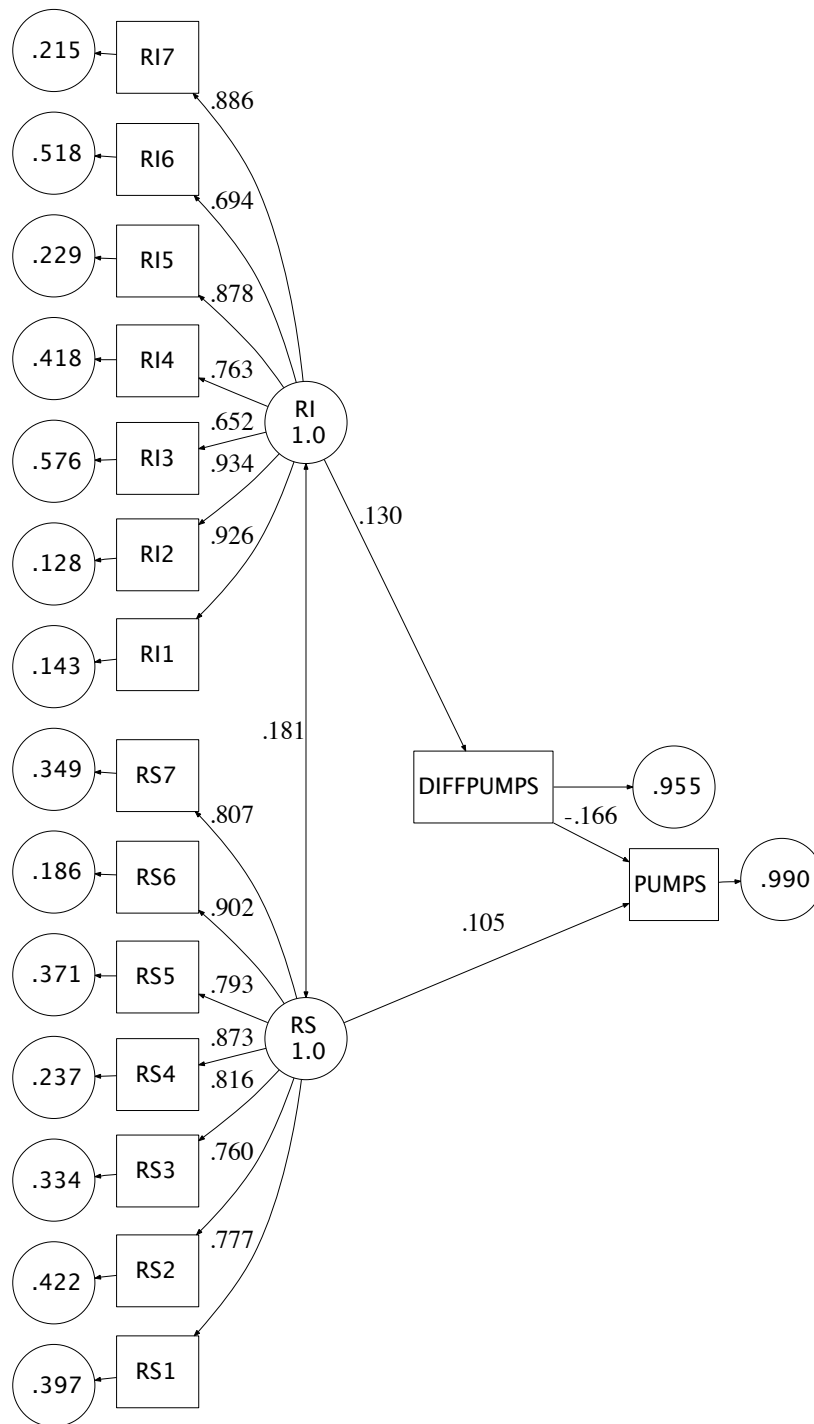 .215
RI7
.886
.518
RI6
.694
.229
RI5
.878
.418
RI4
.763
RI
1.0
.576
RI3
.652
.934
.128
RI2
.926
.130
.143
RI1
.181
.349
RS7
.807
DIFFPUMPS
.955
-.166
.186
RS6
.902
PUMPS
.990
.105
.371
RS5
.793
RS
1.0
.873
.237
RS4
.816
.334
RS3
.760
.777
.422
RS2
.397
RS1